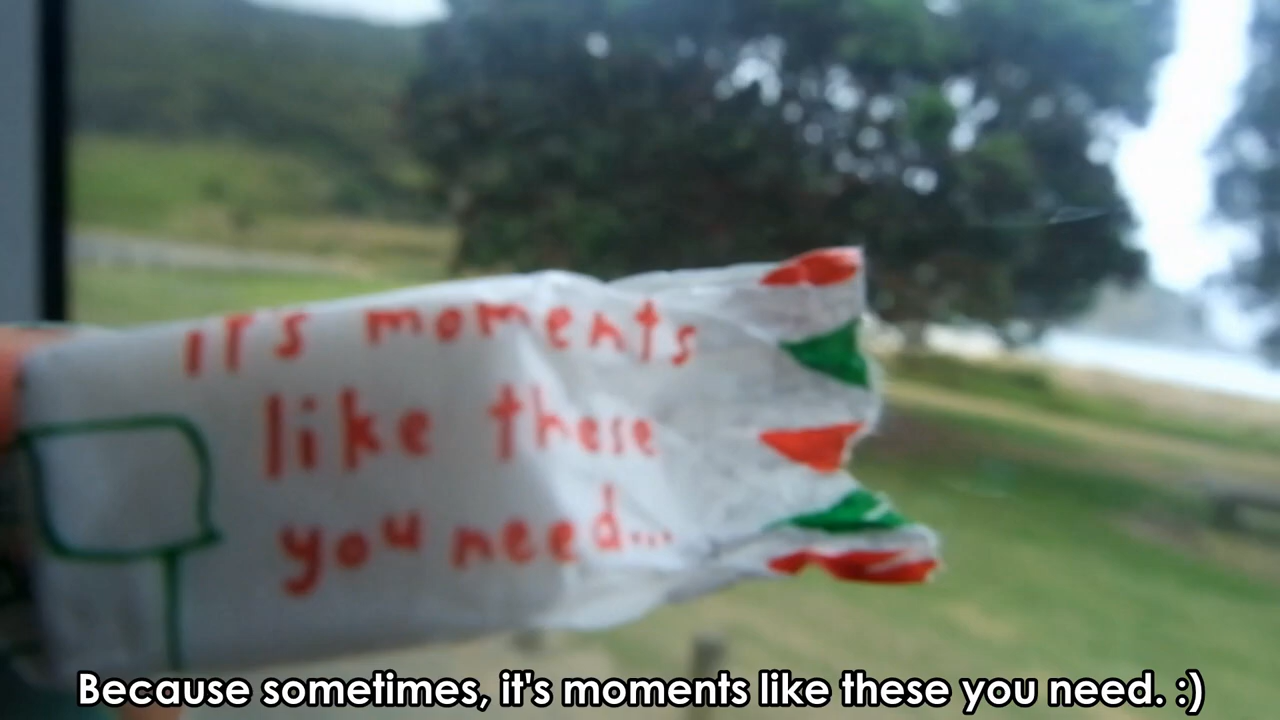 it's moments
like these
you need...
Because sometimes, it's moments like these you need. :)